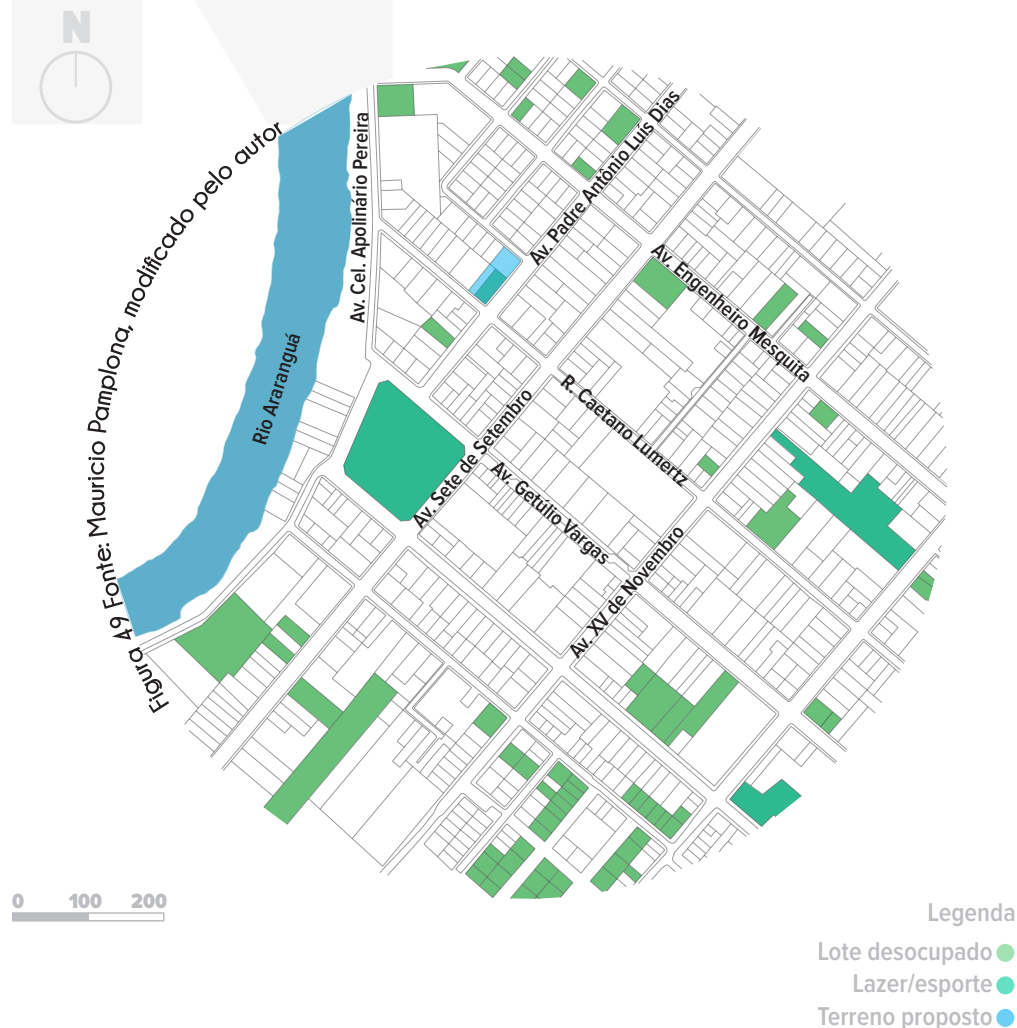 N
Figura 49 Fonte: Mauricio Pamplona, modificado pelo autor
Av. Cel. Apolinário Pereira
Av. Padre Antônio Luís Dias
Av. Engenheiro Mesquita
Rio Araranguá
R. Caetano Lumertz
Av. Sete de Setembro
Av. Getúlio Vargas
Av. XV de Novembro
0 100 200
Legenda
Lote desocupado
Lazer/esporte
Terreno proposto